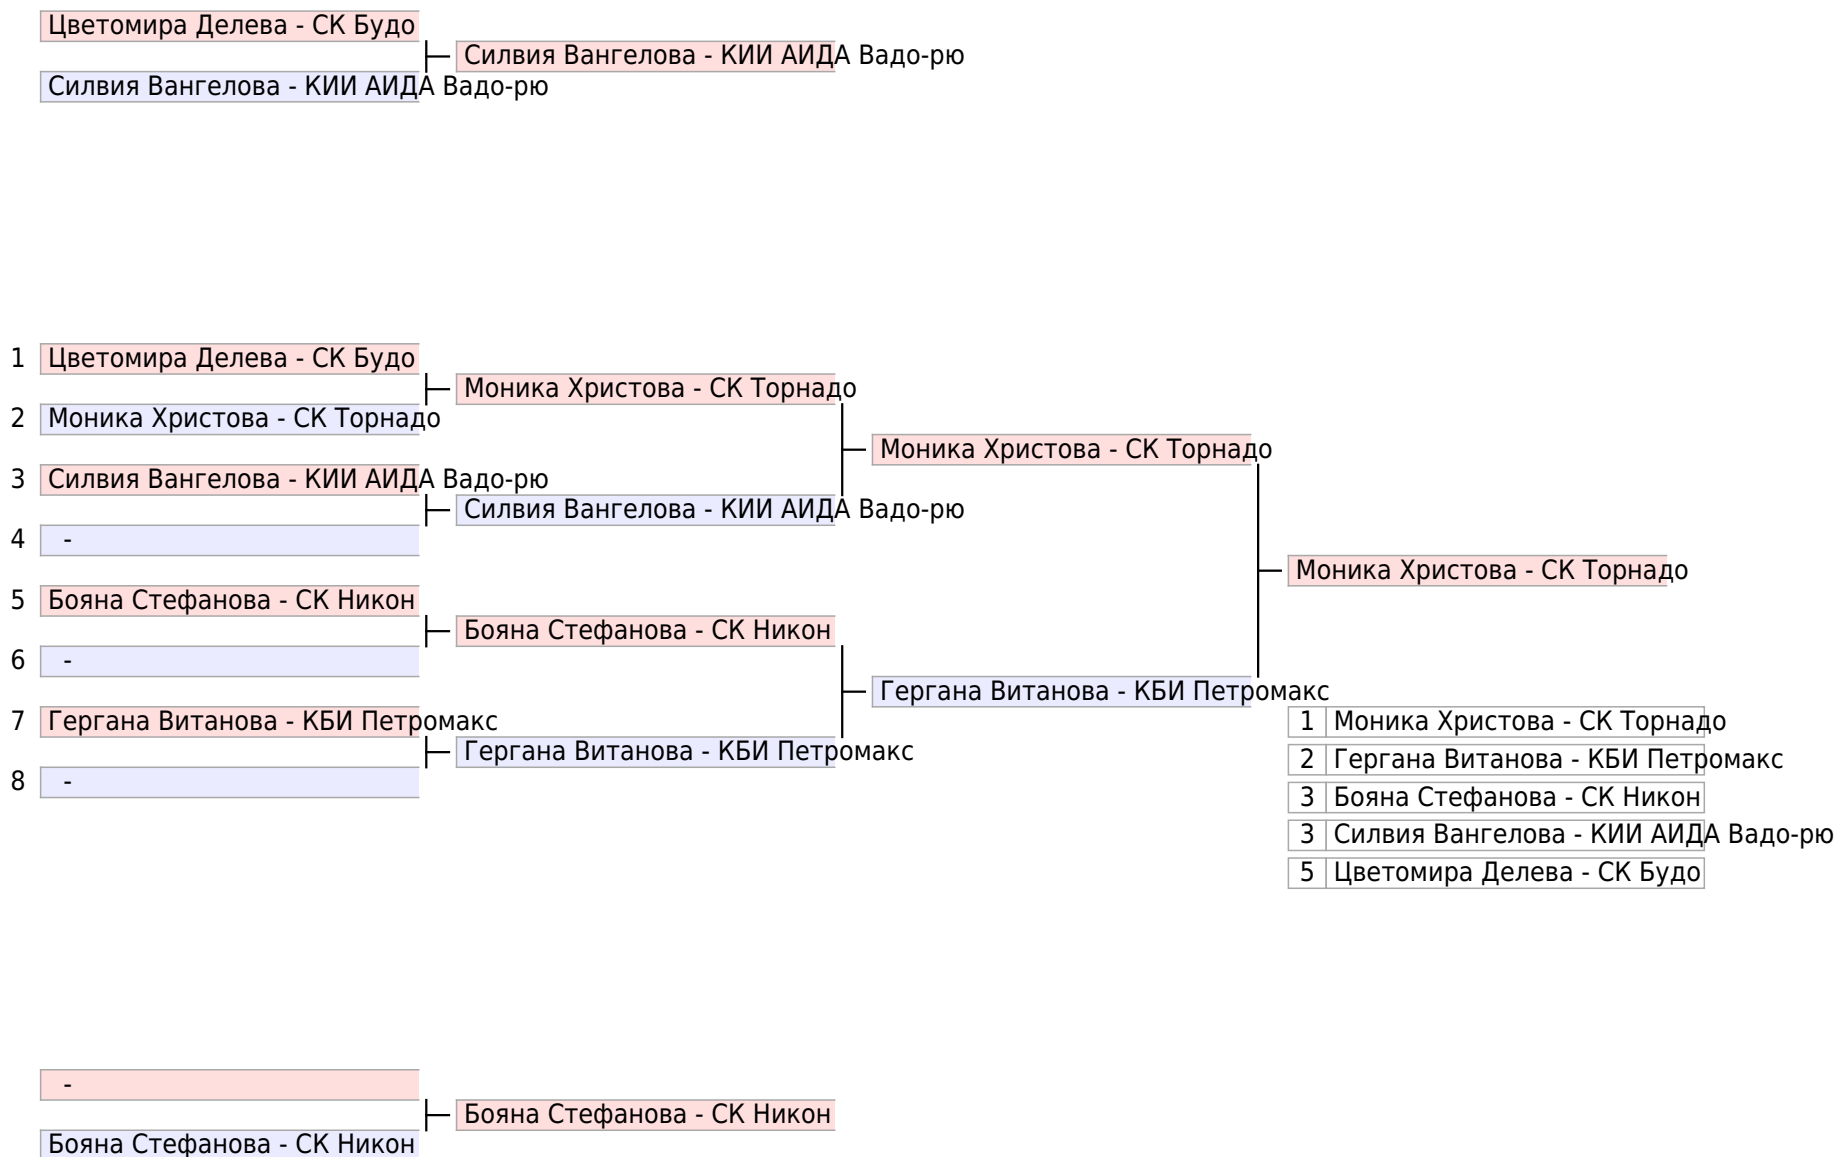 Цветомира Делева - СК Будо
Силвия Вангелова - КИИ АИДА Вадо-рю
Силвия Вангелова - КИИ АИДА Вадо-рю
1 Цветомира Делева - СК Будо
Моника Христова - СК Торнадо
2 Моника Христова - СК Торнадо
Моника Христова - СК Торнадо
3 Силвия Вангелова - КИИ АИДА Вадо-рю
Силвия Вангелова - КИИ АИДА Вадо-рю
4 -
Моника Христова - СК Торнадо
5 Бояна Стефанова - СК Никон
Бояна Стефанова - СК Никон
6 -
Гергана Витанова - КБИ Петромакс
7 Гергана Витанова - КБИ Петромакс
Гергана Витанова - КБИ Петромакс
8 -
1 Моника Христова - СК Торнадо
2 Гергана Витанова - КБИ Петромакс
3 Бояна Стефанова - СК Никон
3 Силвия Вангелова - КИИ АИДА Вадо-рю
5 Цветомира Делева - СК Будо
-
Бояна Стефанова - СК Никон
Бояна Стефанова - СК Никон